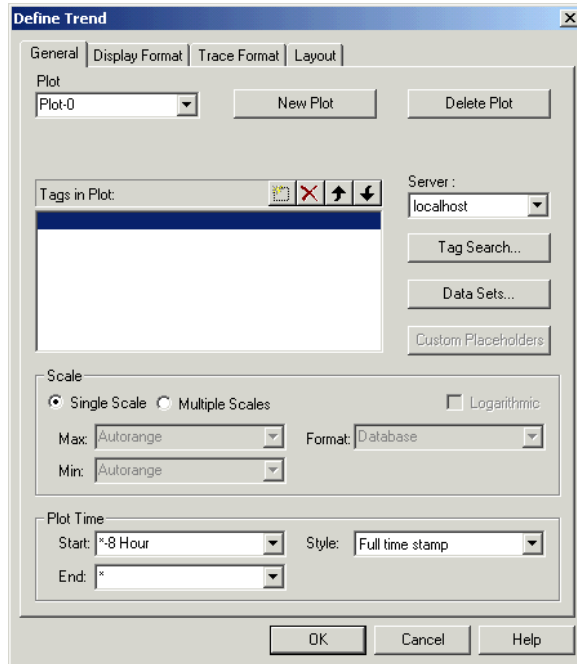 Define Trend
General Display Format Trace Format Layout
Plot
Plot-0 New Plot Delete Plot
Tags in Plot:
Server :
localhost
Tag Search...
Data Sets...
Custom Placeholders
Scale
Single Scale Multiple Scales Logarithmic
Max: Autorange Format: Database
Min: Autorange
Plot Time
Start: *-8 Hour Style: Full time stamp
End: *
OK Cancel Help